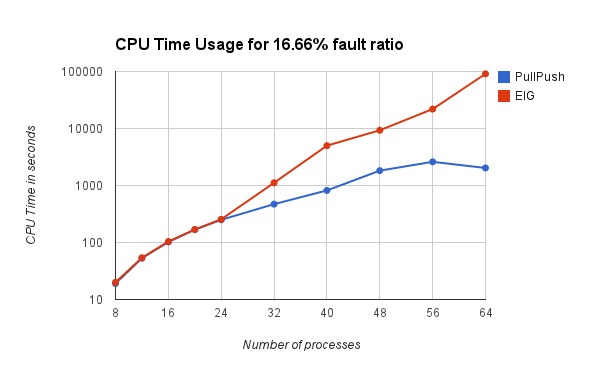 CPU Time Usage for 16.66% fault ratio
PullPush
EIG
CPU Time in seconds
100000
10000
1000
100
10
8 16 24 32 40 48 56 64
Number of processes